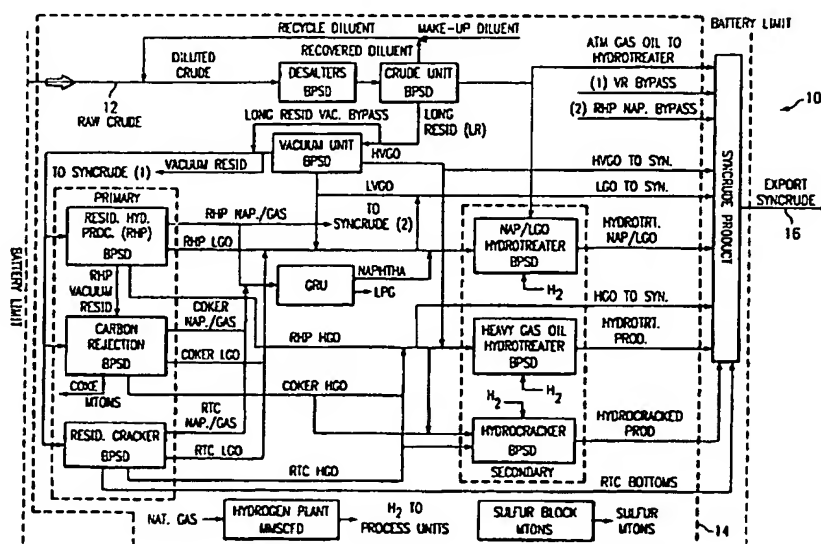 BATTERY LIMIT
RECYCLE DILUENT
MAKE-UP DILUENT
RECOVERED DILUENT
ATM GAS OIL TO
HYDROTREATER
DILUTED
CRUDE
DESALTERS
BPSD
CRUDE UNIT
BPSD
(1) VR BYPASS
10
12
RAW CRUDE
LONG RESID VAC. BYPASS
LONG
RESID (LR)
(2) RHP NAP. BYPASS
VACUUM UNIT
BPSD
HVGO
HVGO TO SYN.
TO SYNCRUDE (1)
VACUUM RESID
LVGO
LGO TO SYN.
SYNCRUDE PRODUCT
EXPORT
SYNCRUDE
16
PRIMARY
RESID. HYD.
PROC. (RHP)
BPSD
RHP NAP./GAS
TO
SYNCRUDE (2)
RHP LGO
NAP/LGO
HYDROTREATER
BPSD
HYDROTRT.
NAP/LGO
NAPHTHA
GRU
LPG
H2
BATTERY LIMIT
RHP
VACUUM
RESID
COKER
NAP./GAS
HGO TO SYN.
CARBON
REJECTION
BPSD
RHP HGO
HEAVY GAS OIL
HYDROTREATER
BPSD
HYDROTRT.
PROD.
COKER LGO
COKE
MTONS
COKER HGO
H2
H2
RTC
NAP./GAS
RESID. CRACKER
BPSD
RTC LGO
HYDROCRACKER
BPSD
HYDROCRACKED
PROD
RTC HGO
SECONDARY
RTC BOTTOMS
NAT. GAS
HYDROGEN PLANT
MMSCFD
H2 TO
PROCESS UNITS
SULFUR BLOCK
MTONS
SULFUR
MTONS
14